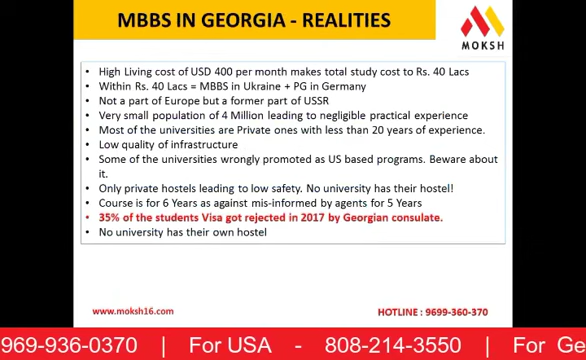 MBBS IN GEORGIA - REALITIES
MOKSH
• High Living cost of USD 400 per month makes total study cost to Rs. 40 Lacs
• Within Rs. 40 Lacs = MBBS in Ukraine + PG in Germany
• Not a part of Europe but a former part of USSR
• Very small population of 4 Million leading to negligible practical experience
• Most of the universities are Private ones with less than 20 years of experience.
• Low quality of infrastructure
• Some of the universities wrongly promoted as US based programs. Beware about
it.
• Only private hostels leading to low safety. No university has their hostel!
• Course is for 6 Years as against mis-informed by agents for 5 Years
• 35% of the students Visa got rejected in 2017 by Georgian consulate.
• No university has their own hostel
www.moksh16.com
HOTLINE : 9699-360-370
969-936-0370 | For USA - 808-214-3550 | For Ge